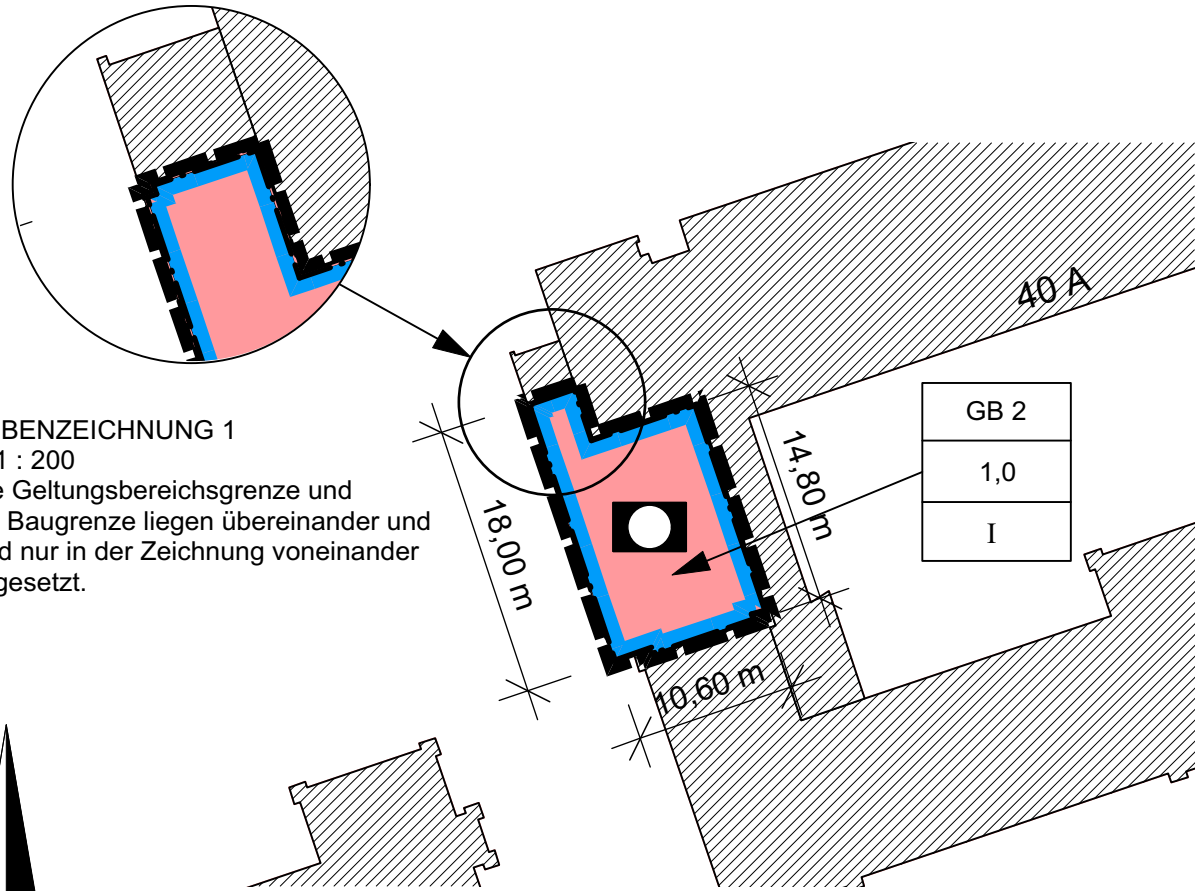 40 A
BENZEICHNUNG 1
1 : 200
e Geltungsbereichsgrenze und
Baugrenze liegen übereinander und
d nur in der Zeichnung voneinander
gesetzt.
18,00 m
14,80 m
10,60 m
GB 2
1,0
I